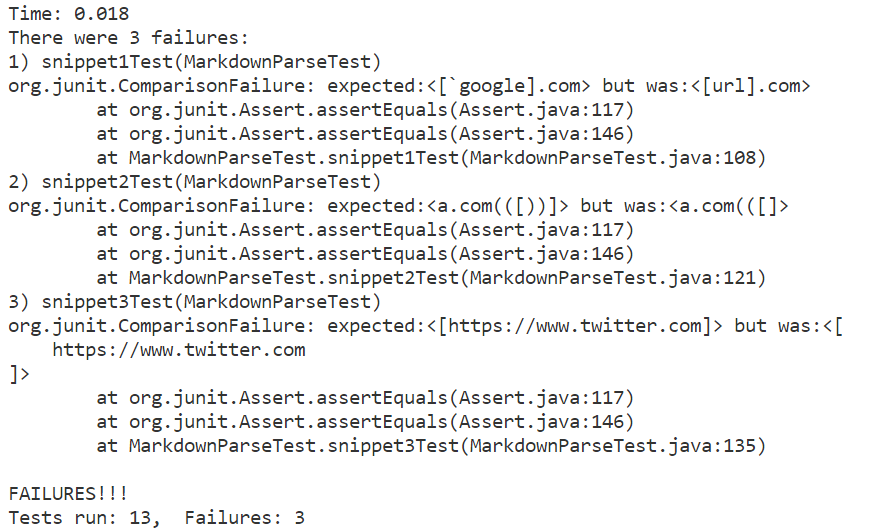 Time: 0.018
There were 3 failures:
1) snippet1Test(MarkdownParseTest)
org.junit.ComparisonFailure: expected:<[`google].com> but was:<[url].com>
        at org.junit.Assert.assertEquals(Assert.java:117)
        at org.junit.Assert.assertEquals(Assert.java:146)
        at MarkdownParseTest.snippet1Test(MarkdownParseTest.java:108)
2) snippet2Test(MarkdownParseTest)
org.junit.ComparisonFailure: expected:<a.com(([))]> but was:<a.com(([]>
        at org.junit.Assert.assertEquals(Assert.java:117)
        at org.junit.Assert.assertEquals(Assert.java:146)
        at MarkdownParseTest.snippet2Test(MarkdownParseTest.java:121)
3) snippet3Test(MarkdownParseTest)
org.junit.ComparisonFailure: expected:<[https://www.twitter.com]> but was:<[
    https://www.twitter.com
]>
        at org.junit.Assert.assertEquals(Assert.java:117)
        at org.junit.Assert.assertEquals(Assert.java:146)
        at MarkdownParseTest.snippet3Test(MarkdownParseTest.java:135)

FAILURES!!!
Tests run: 13,  Failures: 3